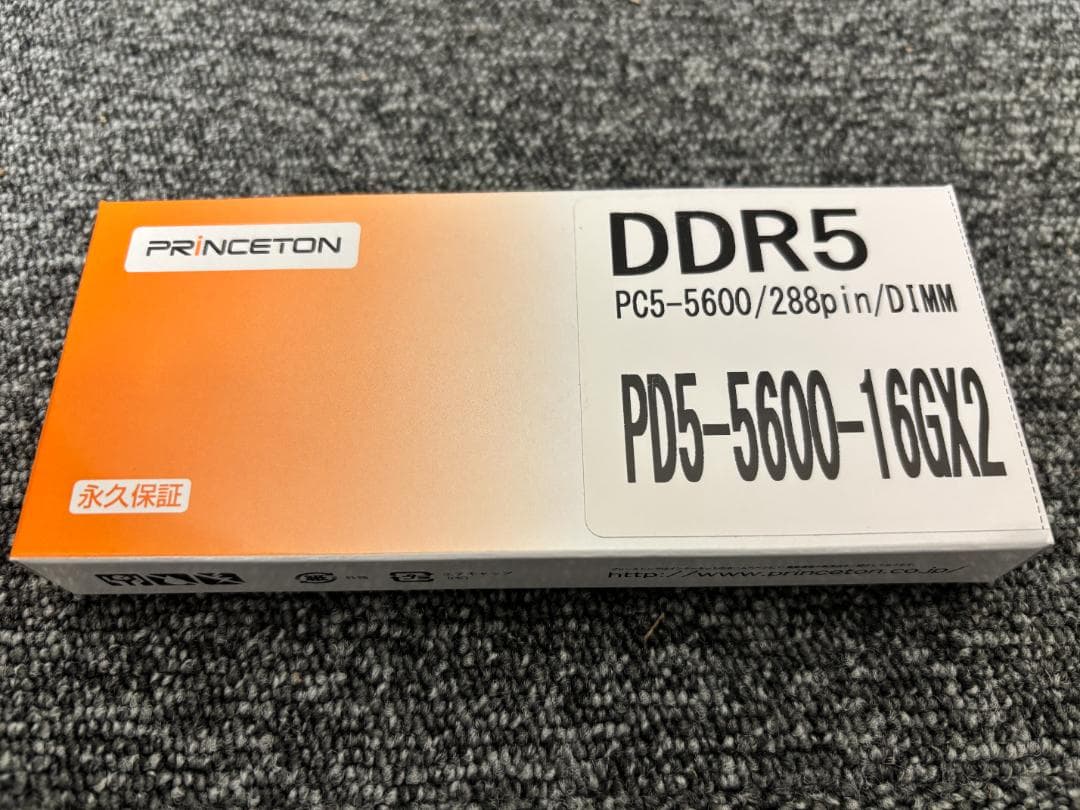 PRINCETON
DDR5
PC5-5600/288pin/DIMM
PD5-5600-16GX2
永久保証
http://www.princeton.co.jp/